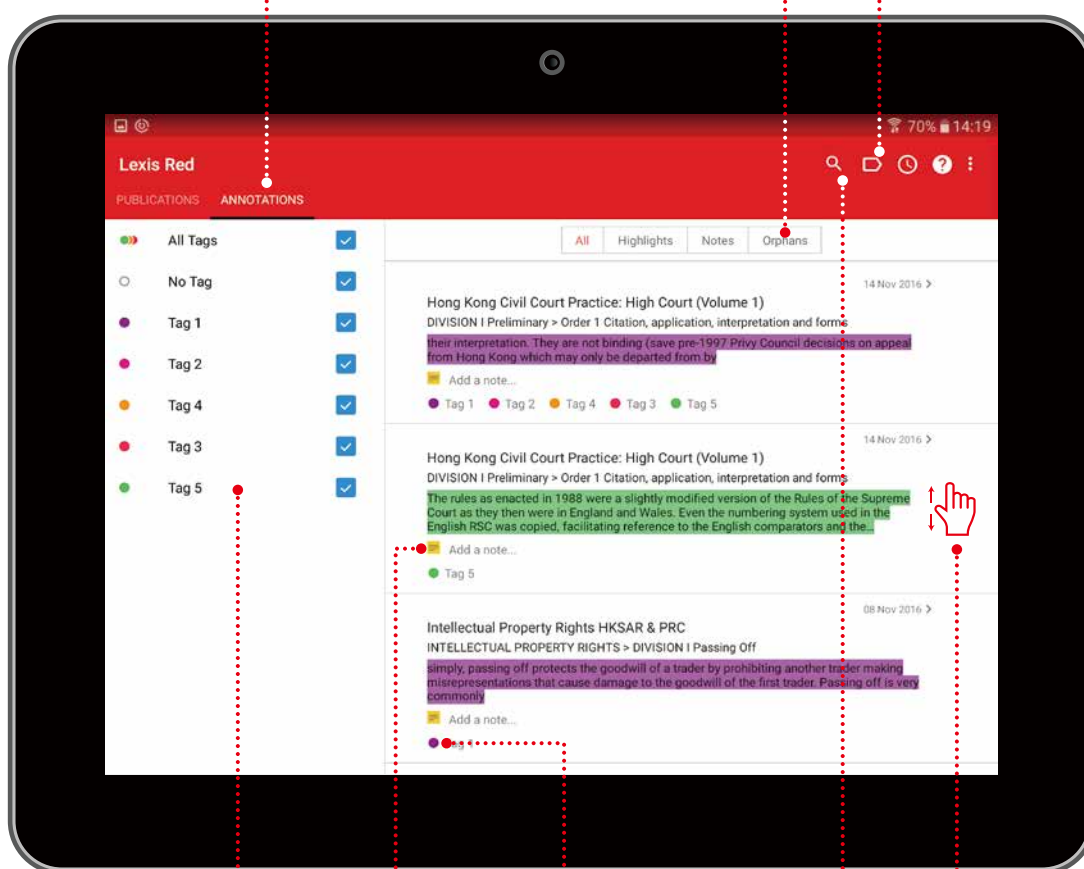 70% 14:19
Lexis Red
PUBLICATIONS ANNOTATIONS
All Tags
No Tag
Tag 1
Tag 2
Tag 4
Tag 3
Tag 5
All Highlights Notes Orphans
14 Nov 2016
Hong Kong Civil Court Practice: High Court (Volume 1)
DIVISION I Preliminary > Order 1 Citation, application, interpretation and forms
their interpretation. They are not binding (save pre-1997 Privy Council decisions on appeal
from Hong Kong which may only be departed from by
Add a note...
Tag 1 Tag 2 Tag 4 Tag 3 Tag 5
14 Nov 2016
Hong Kong Civil Court Practice: High Court (Volume 1)
DIVISION I Preliminary > Order 1 Citation, application, interpretation and forms
The rules as enacted in 1988 were a slightly modified version of the Rules of the Supreme
Court as they then were in England and Wales. Even the numbering system used in the
English RSC was copied, facilitating reference to the English comparators and the...
Add a note...
Tag 5
08 Nov 2016
Intellectual Property Rights HKSAR & PRC
INTELLECTUAL PROPERTY RIGHTS > DIVISION I Passing Off
simply, passing off protects the goodwill of a trader by prohibiting another trader making
misrepresentations that cause damage to the goodwill of the first trader. Passing off is very
commonly
Add a note...